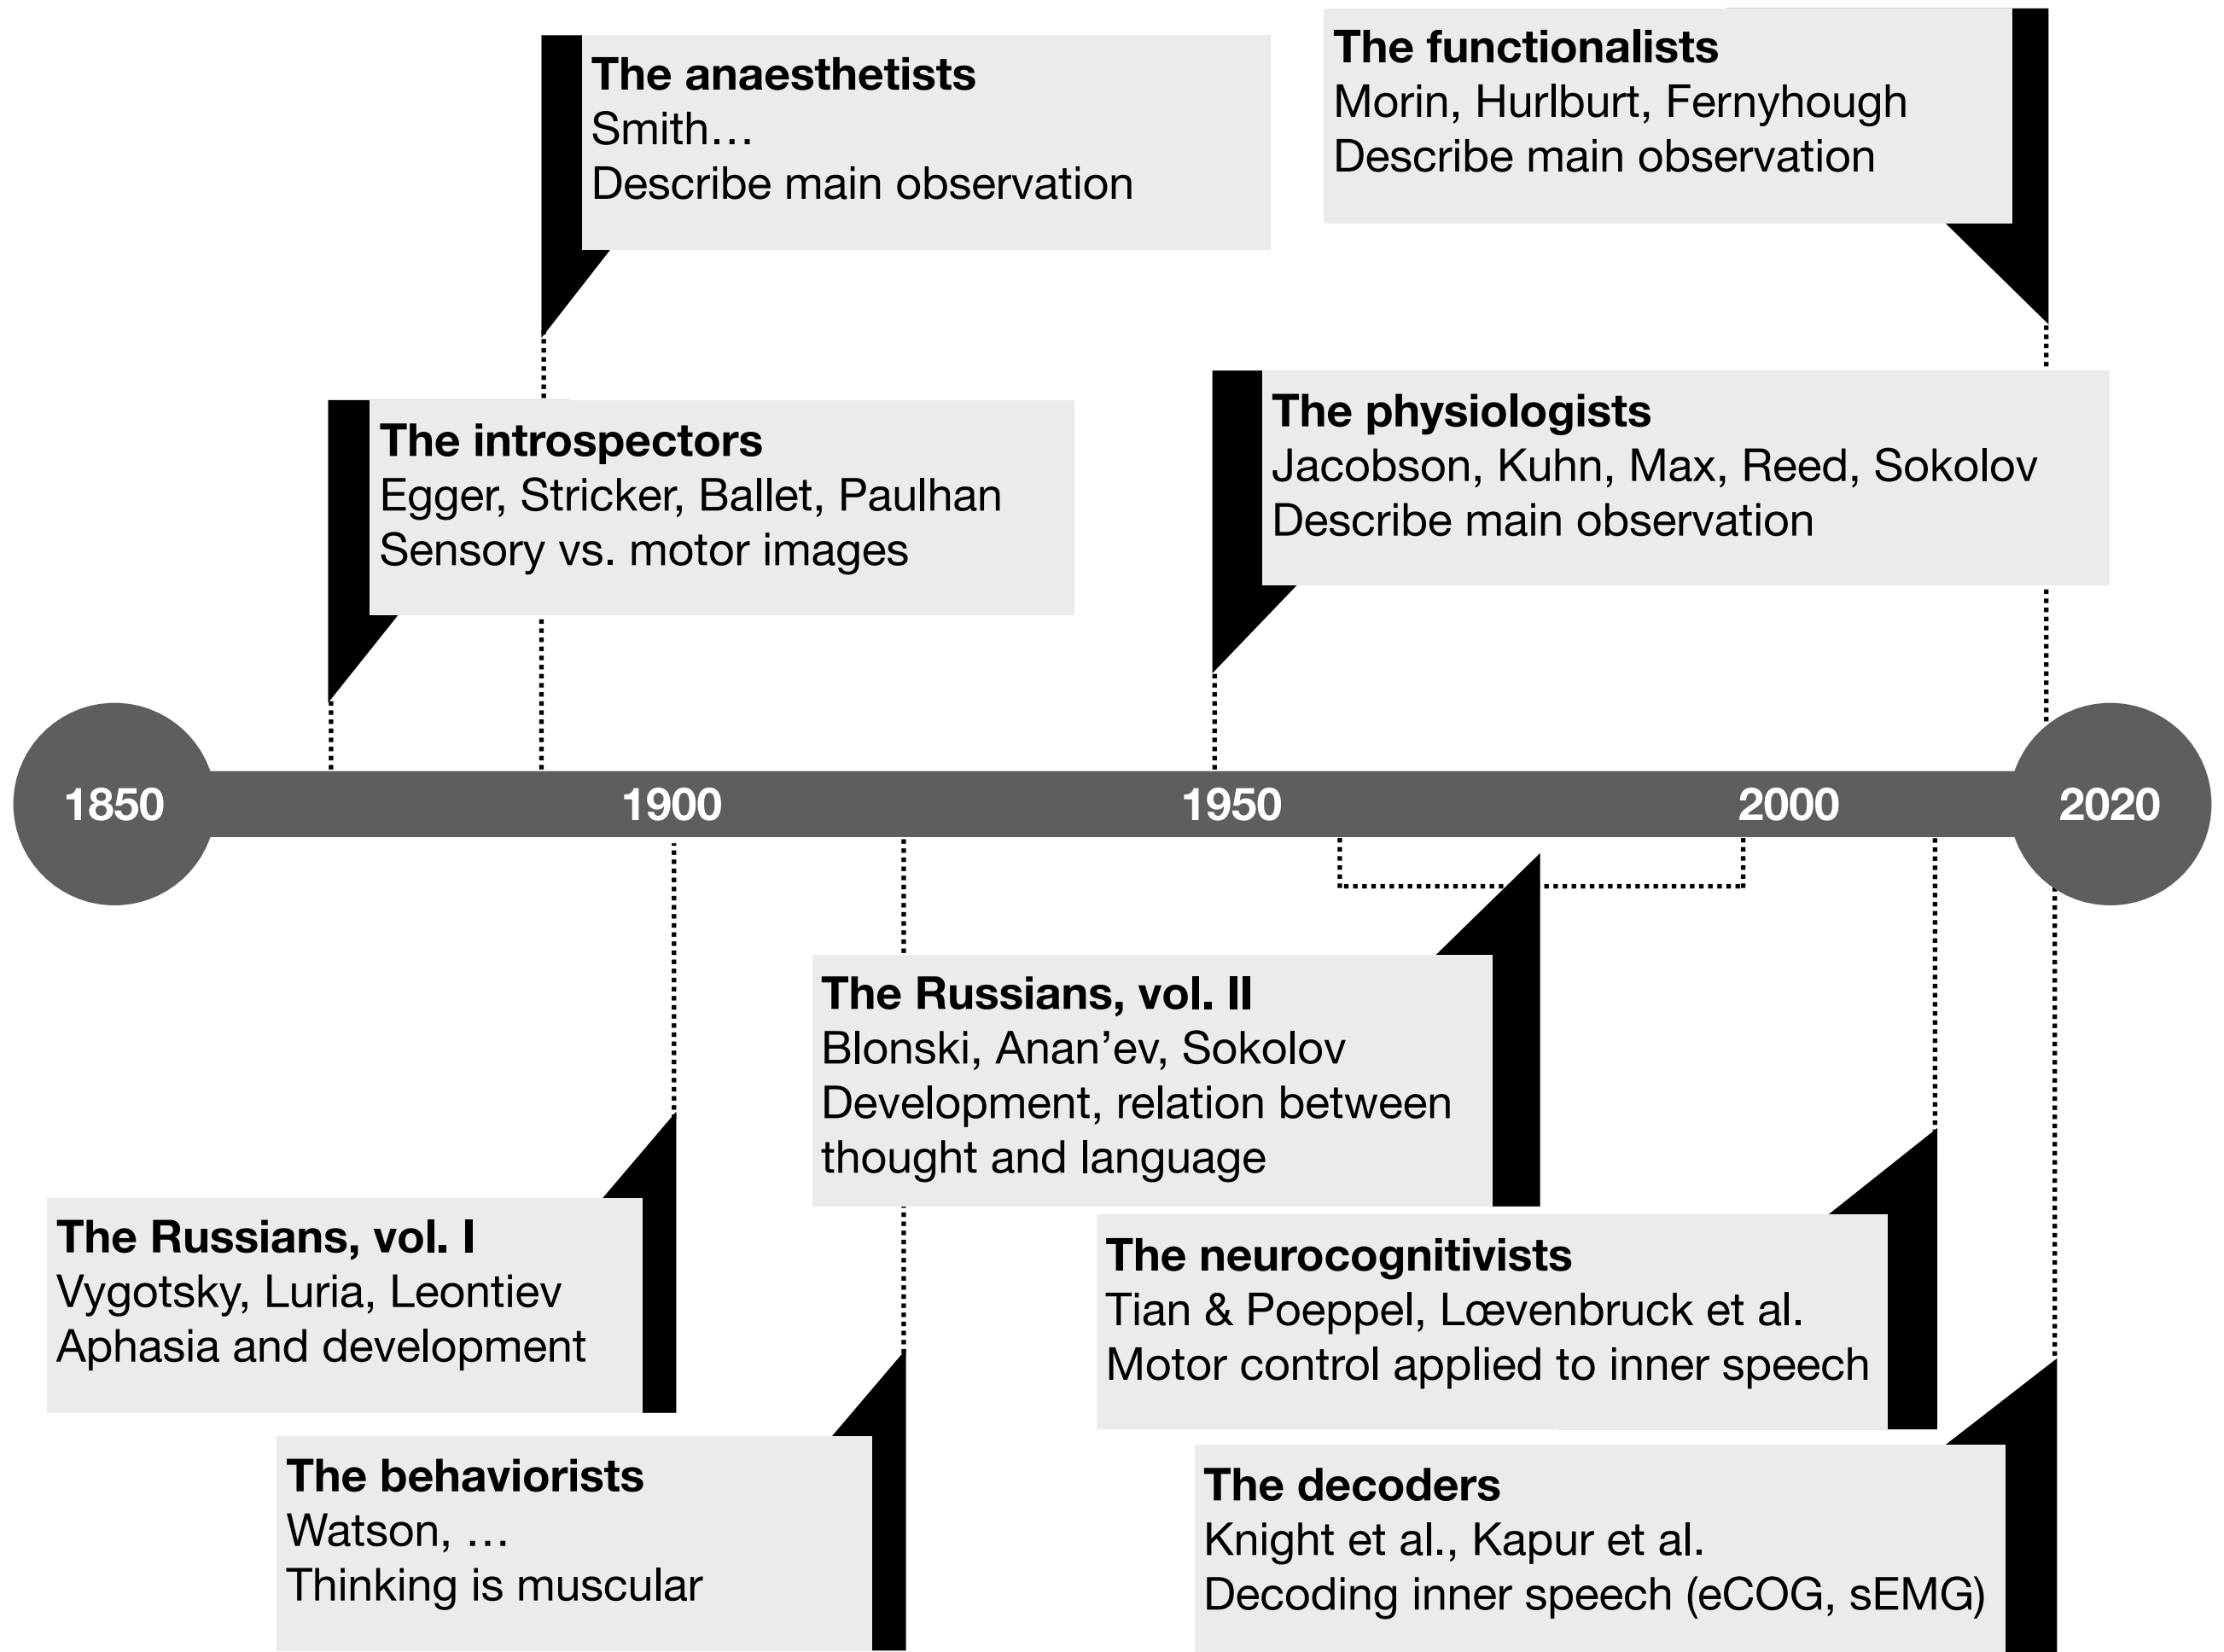 The anaesthetists
Smith…
Describe main observation
The functionalists
Morin, Hurlburt, Fernyhough
Describe main observation
The introspectors
Egger, Stricker, Ballet, Paulhan
Sensory vs. motor images
The physiologists
Jacobson, Kuhn, Max, Reed, Sokolov
Describe main observation
1850
1900
1950
2000
2020
The Russians, vol. II
Blonski, Anan’ev, Sokolov
Development, relation between
thought and language
The Russians, vol. I
Vygotsky, Luria, Leontiev
Aphasia and development
The neurocognitivists
Tian & Poeppel, Lœvenbruck et al.
Motor control applied to inner speech
The behaviorists
Watson, …
Thinking is muscular
The decoders
Knight et al., Kapur et al.
Decoding inner speech (eCOG, sEMG)